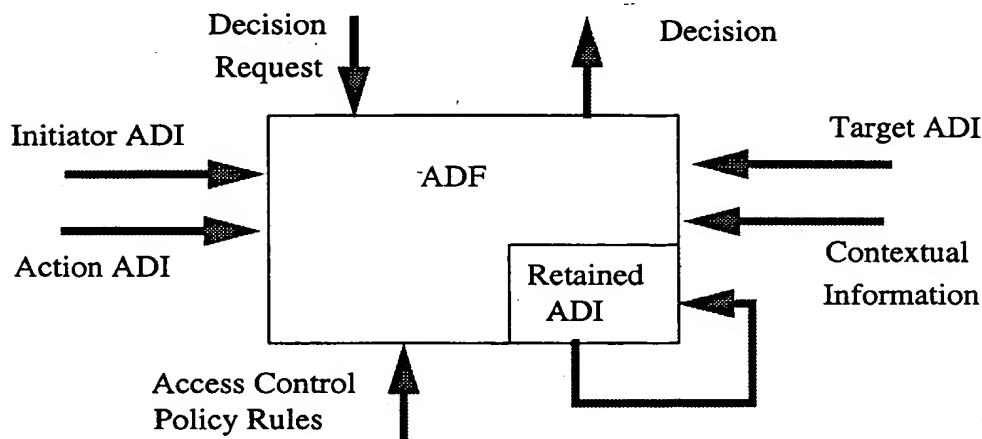 Decision
Request
Decision
Initiator ADI
Target ADI
ADF
Action ADI
Contextual
Information
Retained
ADI
Access Control
Policy Rules